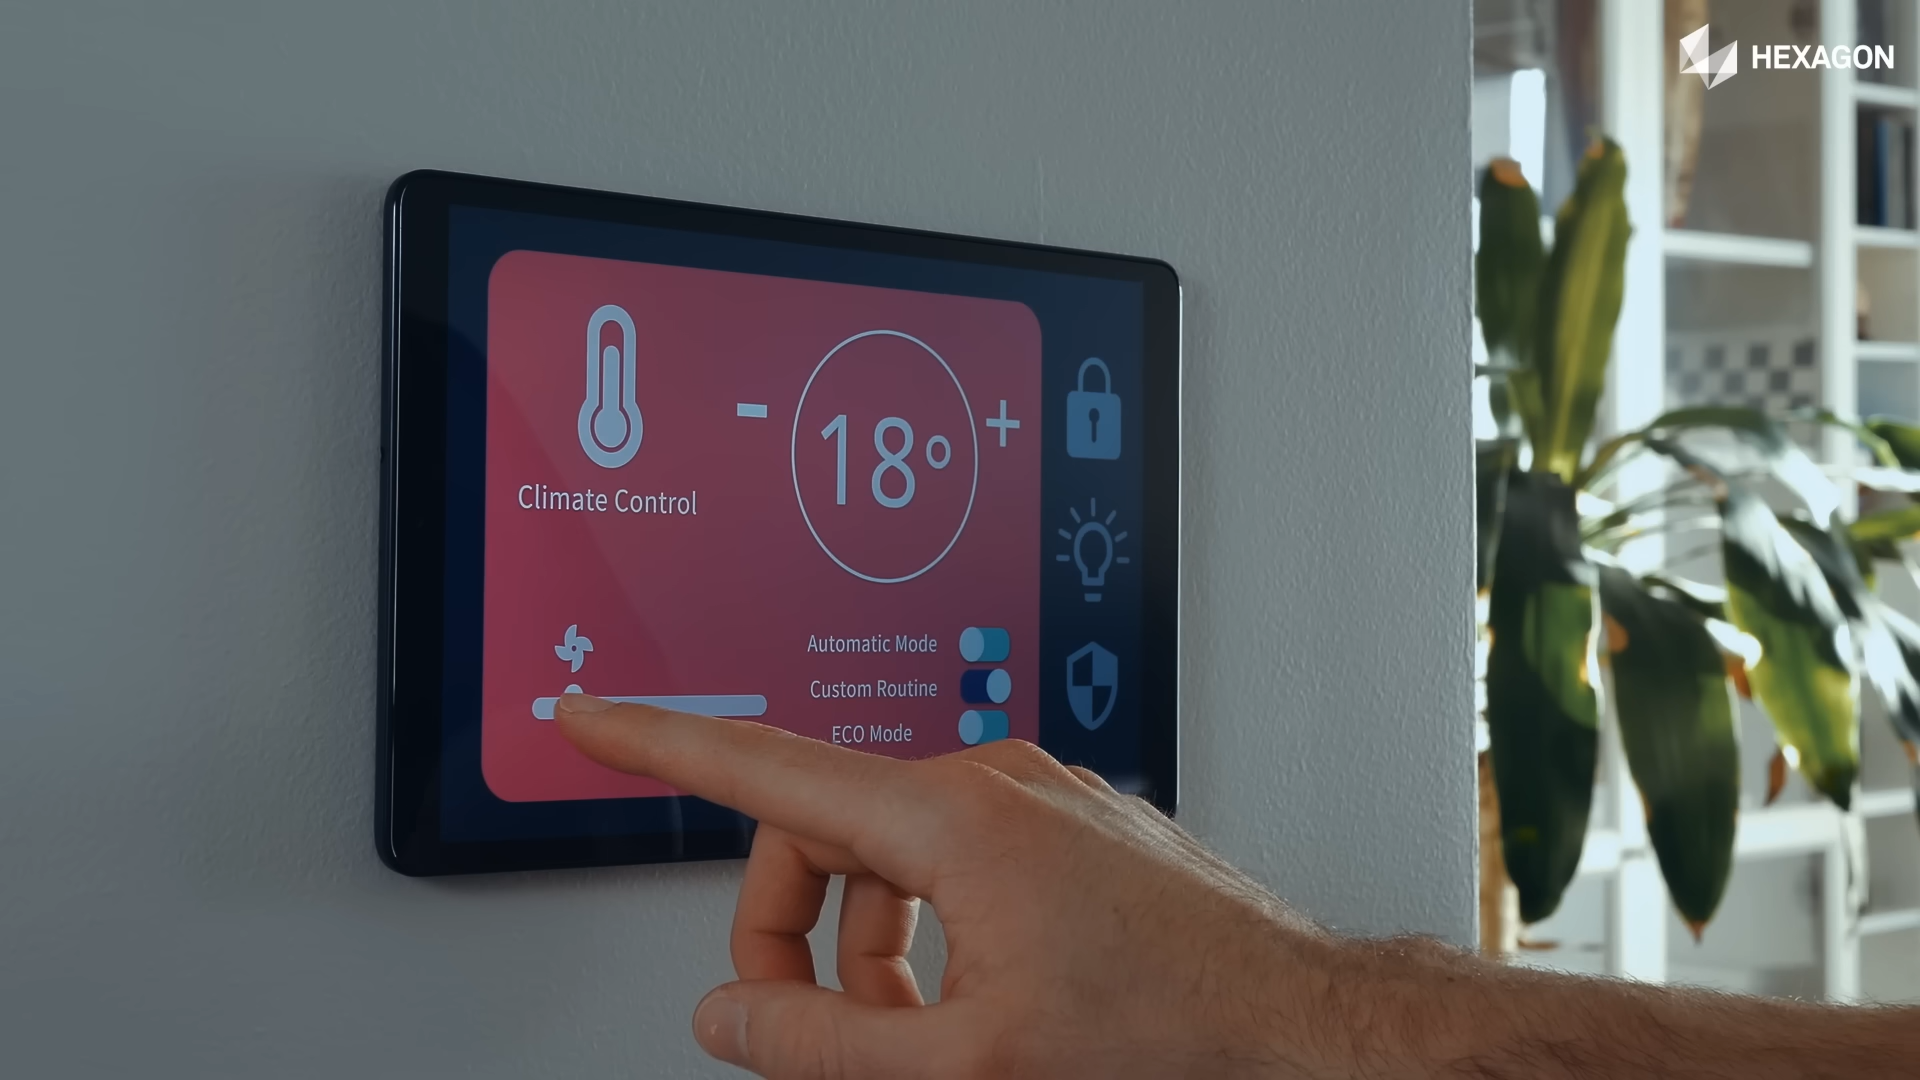 HEXAGON
18°
Climate Control
Automatic Mode
Custom Routine
ECO Mode